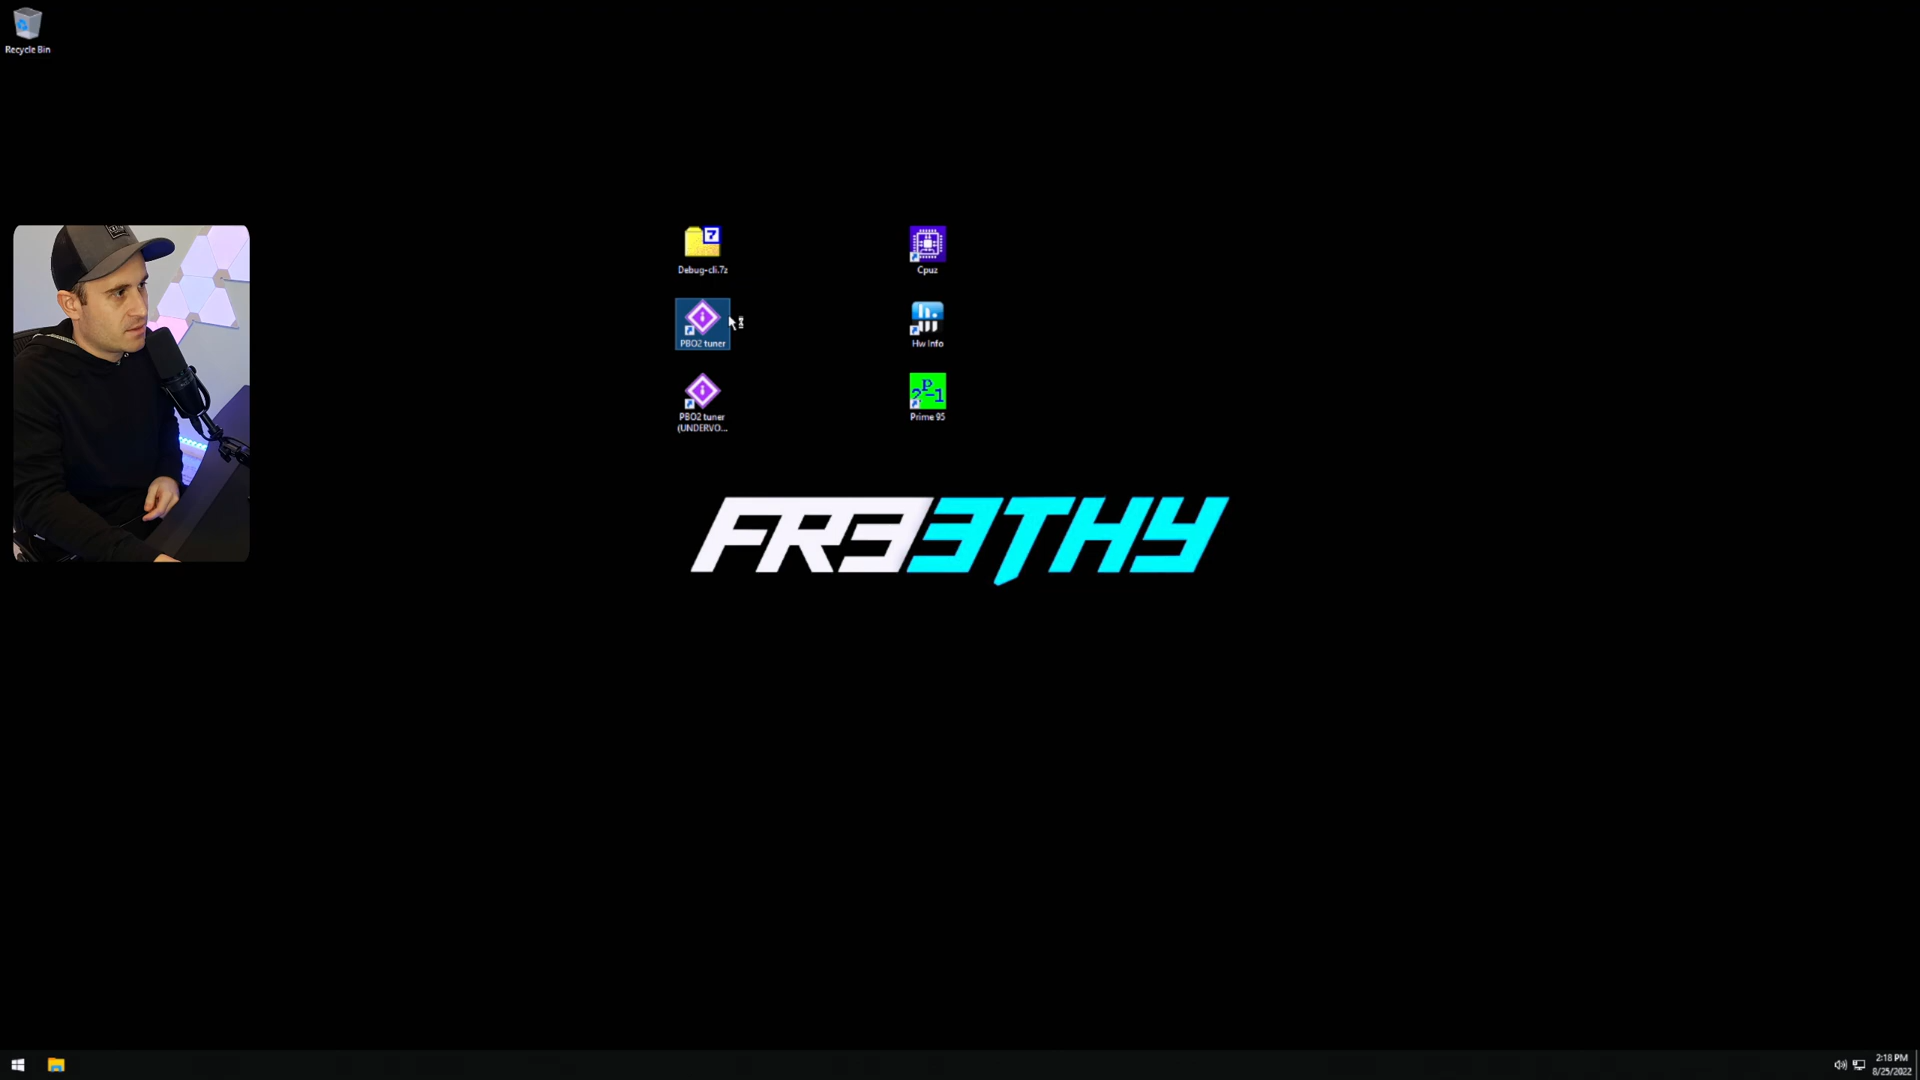 Recycle Bin
Debug-cli.7z
Cpuz
PBO2 tuner
Hw Info
PBO2 tuner
(UNDERVO...
Prime 95
FR33THY
2:18 PM
8/25/2022